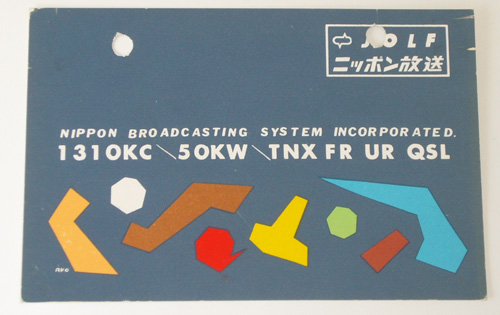 JOLF
ニッポン放送
NIPPON BROADCASTING SYSTEM INCORPORATED.
1310KC\50KW\TNX FR UR QSL